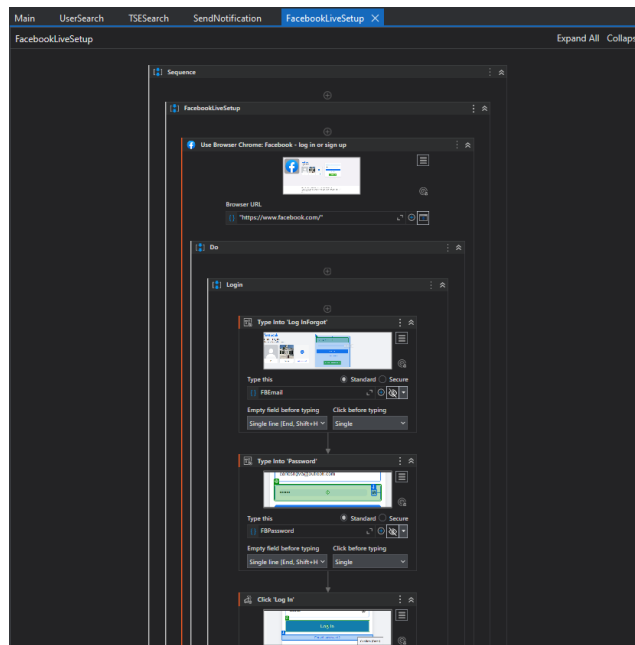 Main UserSearch TSESearch SendNotification FacebookLiveSetup
FacebookLiveSetup Expand All Collaps
Sequence
FacebookLiveSetup
Use Browser Chrome: Facebook - log in or sign up
Browser URL
"https://www.facebook.com/"
Do
Login
Type Into 'Log InForgot'
Type this Standard Secure
FBEmail
Empty field before typing Click before typing
Single line (End, Shift+H Single
Type Into 'Password'
Type this Standard Secure
FBPassword
Empty field before typing Click before typing
Single line (End, Shift+H Single
Click 'Log In'
Log In